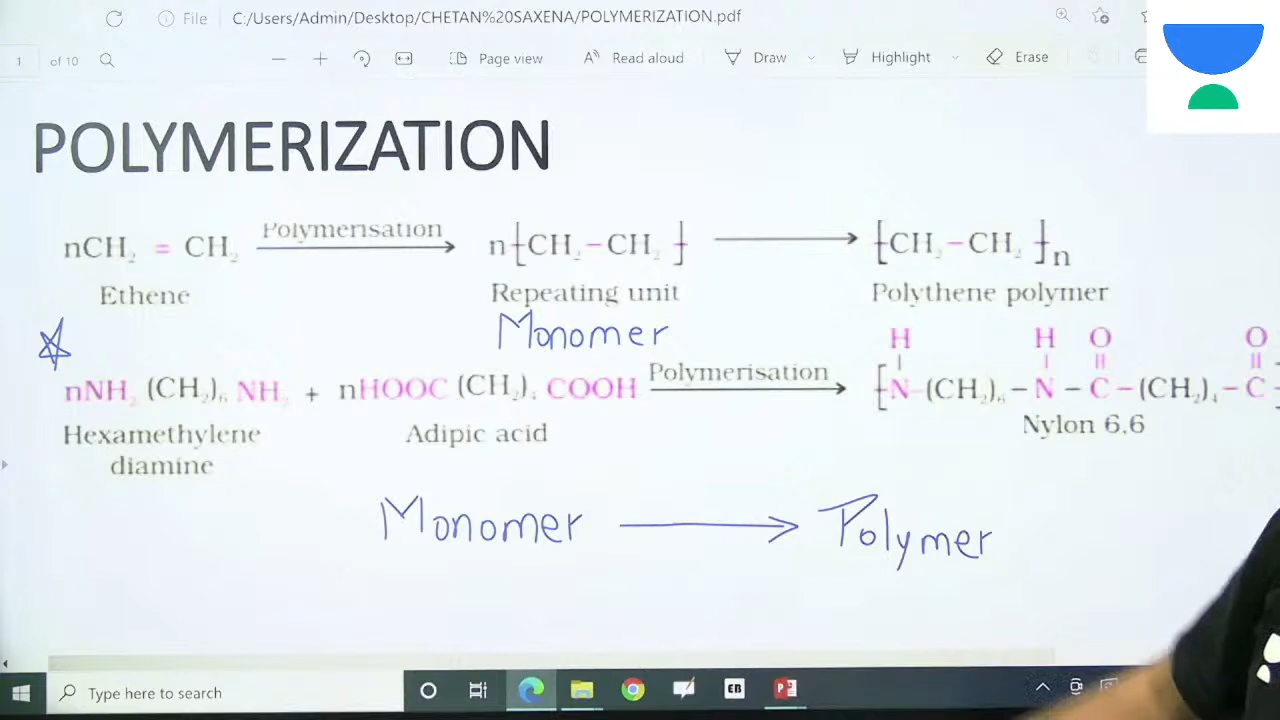 File C:/Users/Admin/Desktop/CHETAN%20SAXENA/POLYMERIZATION.pdf
1 of 10 Page view A Read aloud Draw Highlight Erase
POLYMERIZATION
nCH₂ = CH₂ Polymerisation n[CH₂–CH₂] [CH₂–CH₂]n
Ethene Repeating unit Polythene polymer
Monomer
H H O O
nNH₂ (CH₂)₆ NH₂ + nHOOC (CH₂)₄ COOH Polymerisation [N–(CH₂)₆–N–C–(CH₂)₄–C
Hexamethylene Adipic acid Nylon 6,6
diamine
Monomer → Polymer
Type here to search EB